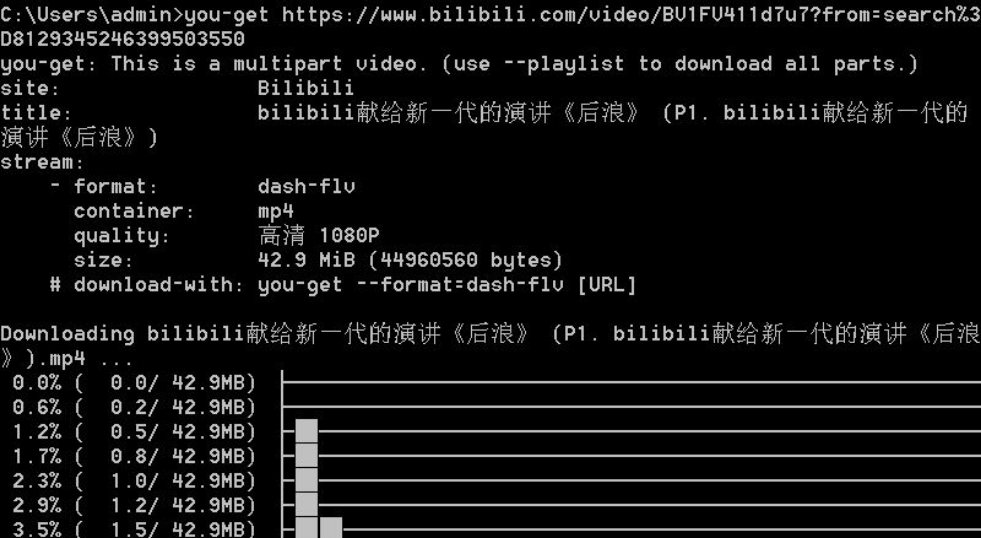 C:\Users\admin>you-get https://www.bilibili.com/video/BV1FV411d7u7?from=search%3
D8129345246399503550
you-get: This is a multipart video. (use --playlist to download all parts.)
site:                Bilibili
title:               bilibili献给新一代的演讲《后浪》 (P1. bilibili献给新一代的
演讲《后浪》)
stream:
    - format:        dash-flv
      container:     mp4
      quality:       高清 1080P
      size:          42.9 MiB (44960560 bytes)
    # download-with: you-get --format=dash-flv [URL]
Downloading bilibili献给新一代的演讲《后浪》 (P1. bilibili献给新一代的演讲《后浪
》).mp4 ...
 0.0% (  0.0/ 42.9MB)
 0.6% (  0.2/ 42.9MB)
 1.2% (  0.5/ 42.9MB)
 1.7% (  0.8/ 42.9MB)
 2.3% (  1.0/ 42.9MB)
 2.9% (  1.2/ 42.9MB)
 3.5% (  1.5/ 42.9MB)